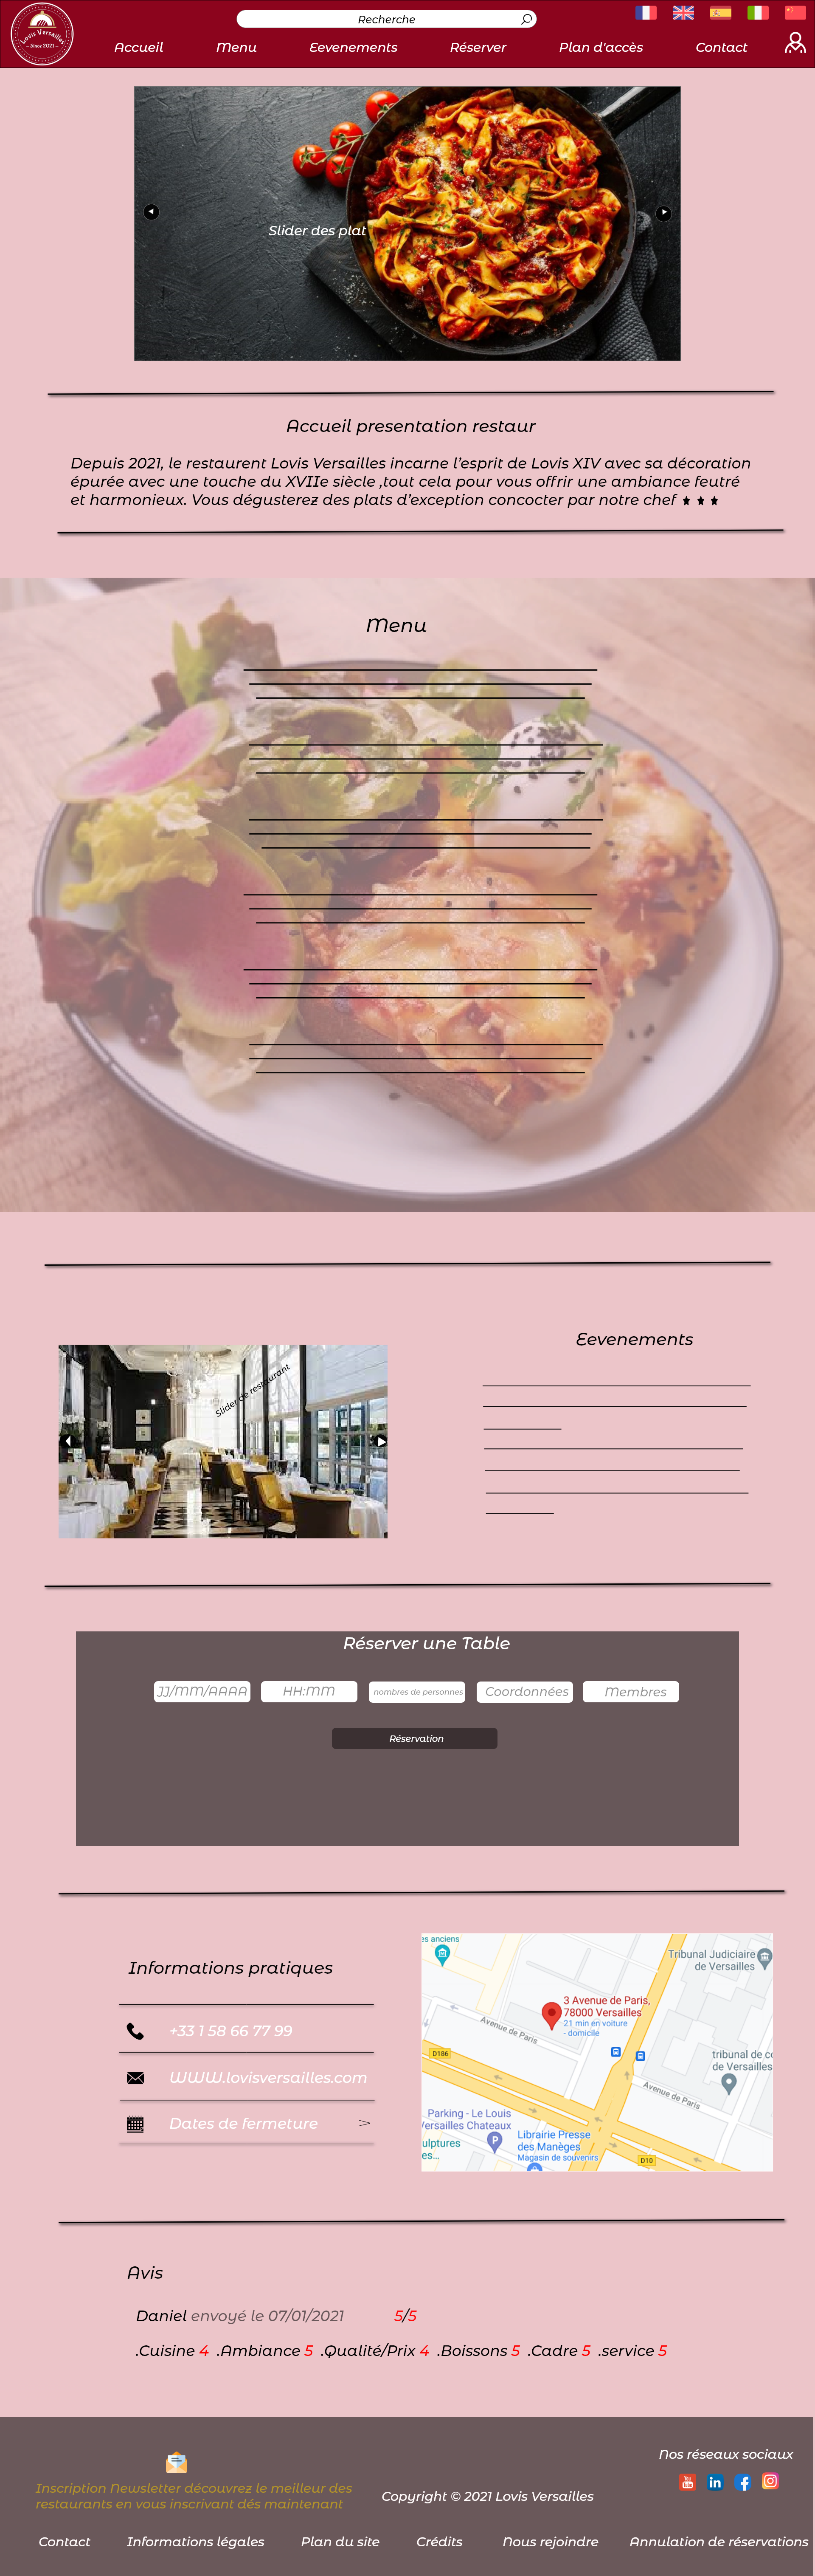 Recherche
Lovis Versailles
- Since 2021 -
Accueil Menu Eevenements Réserver Plan d'accès Contact
Slider des plat
Accueil presentation restaur
Depuis 2021, le restaurent Lovis Versailles incarne l'esprit de Lovis XIV avec sa décoration
épurée avec une touche du XVIIe siècle ,tout cela pour vous offrir une ambiance feutré
et harmonieux. Vous dégusterez des plats d'exception concocter par notre chef
Menu
Eevenements
Slider de restaurant
Réserver une Table
JJ/MM/AAAA HH:MM nombres de personnes Coordonnées Membres
Réservation
Informations pratiques
+33 1 58 66 77 99
WWW.lovisversailles.com
Dates de fermeture >
es anciens
Tribunal Judiciaire
de Versailles
3 Avenue de Paris,
78000 Versailles
21 min en voiture
- domicile
Avenue de Paris
D186
tribunal de co
de Versailles
Avenue de Paris
Parking - Le Louis
Versailles Chateaux
P
Librairie Presse
des Manèges
Magasin de souvenirs
ulptures
es...
D10
Avis
Daniel envoyé le 07/01/2021 5/5
.Cuisine 4 .Ambiance 5 .Qualité/Prix 4 .Boissons 5 .Cadre 5 .service 5
Nos réseaux sociaux
You
in
Inscription Newsletter découvrez le meilleur des
restaurants en vous inscrivant dés maintenant
Copyright © 2021 Lovis Versailles
Contact Informations légales Plan du site Crédits Nous rejoindre Annulation de réservations